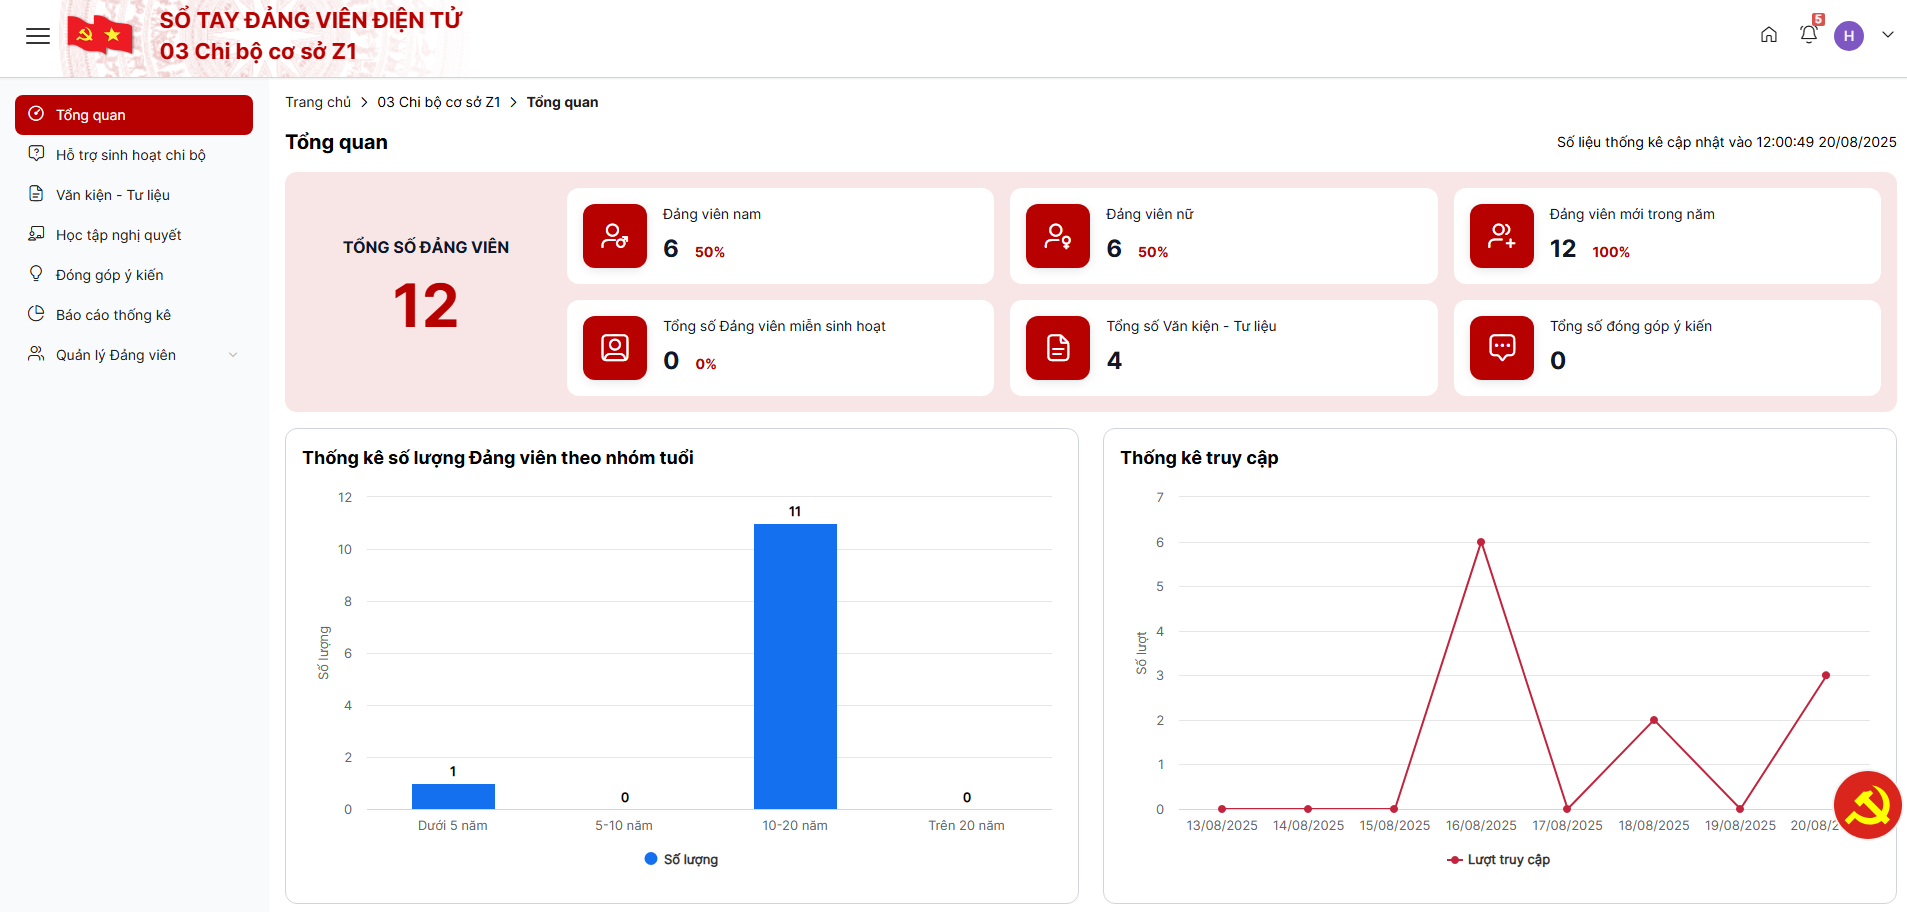 SỔ TAY ĐẢNG VIÊN ĐIỆN TỬ
03 Chi bộ cơ sở Z1
5
H
Tổng quan
Hỗ trợ sinh hoạt chi bộ
Văn kiện - Tư liệu
Học tập nghị quyết
Đóng góp ý kiến
Báo cáo thống kê
Quản lý Đảng viên
Trang chủ > 03 Chi bộ cơ sở Z1 > Tổng quan
Tổng quan
Số liệu thống kê cập nhật vào 12:00:49 20/08/2025
TỔNG SỐ ĐẢNG VIÊN
12
Đảng viên nam
6 50%
Đảng viên nữ
6 50%
Đảng viên mới trong năm
12 100%
Tổng số Đảng viên miễn sinh hoạt
0 0%
Tổng số Văn kiện - Tư liệu
4
Tổng số đóng góp ý kiến
0
Thống kê số lượng Đảng viên theo nhóm tuổi
12
10
8
6
4
2
0
Số lượng
1
0
11
0
Dưới 5 năm
5-10 năm
10-20 năm
Trên 20 năm
Số lượng
Thống kê truy cập
7
6
5
4
3
2
1
0
Số lượt
13/08/2025
14/08/2025
15/08/2025
16/08/2025
17/08/2025
18/08/2025
19/08/2025
20/08/2
Lượt truy cập